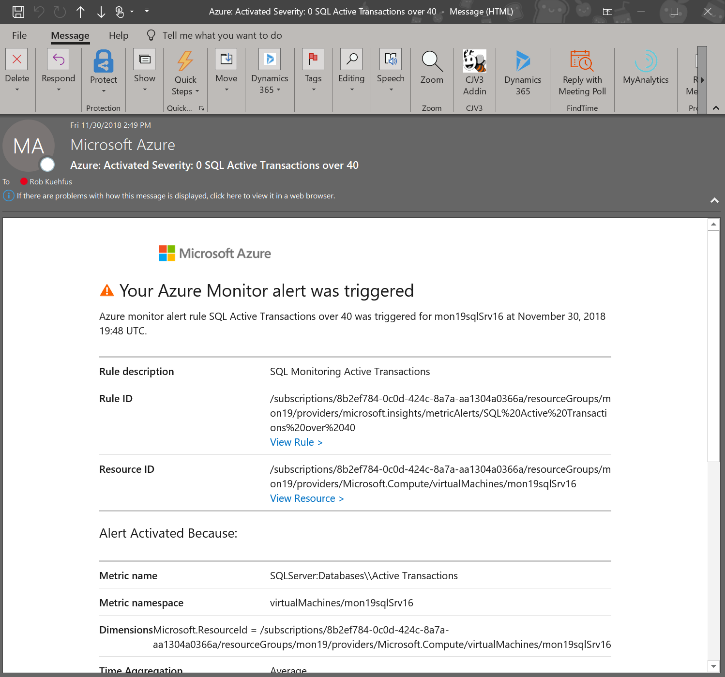 Azure: Activated Severity: 0 SQL Active Transactions over 40 - Message (HTML)
File Message Help Tell me what you want to do
Delete
Respond
Protect
Show
Quick
Steps
Move
Dynamics
365
Tags
Editing
Speech
Zoom
CJV3
Addin
Dynamics
365
Reply with
Meeting Poll
MyAnalytics
R
Me
Protection
Quick...
Zoom
CJV3
FindTime
Pr
MA
Fri 11/30/2018 2:49 PM
Microsoft Azure
Azure: Activated Severity: 0 SQL Active Transactions over 40
To Rob Kuehfus
If there are problems with how this message is displayed, click here to view it in a web browser.
Microsoft Azure
Your Azure Monitor alert was triggered
Azure monitor alert rule SQL Active Transactions over 40 was triggered for mon19sqlSrv16 at November 30, 2018
19:48 UTC.
Rule description SQL Monitoring Active Transactions
Rule ID /subscriptions/8b2ef784-0c0d-424c-8a7a-aa1304a0366a/resourceGroups/m
on19/providers/microsoft.insights/metricAlerts/SQL%20Active%20Transacti
ons%20over%2040
View Rule >
Resource ID /subscriptions/8b2ef784-0c0d-424c-8a7a-aa1304a0366a/resourceGroups/m
on19/providers/Microsoft.Compute/virtualMachines/mon19sqlSrv16
View Resource >
Alert Activated Because:
Metric name SQLServer:Databases\\Active Transactions
Metric namespace virtualMachines/mon19sqlSrv16
Dimensions Microsoft.ResourceId = /subscriptions/8b2ef784-0c0d-424c-8a7a-
aa1304a0366a/resourceGroups/mon19/providers/Microsoft.Compute/virtualMachines/mon19sqlSrv16
Time Aggregation Average